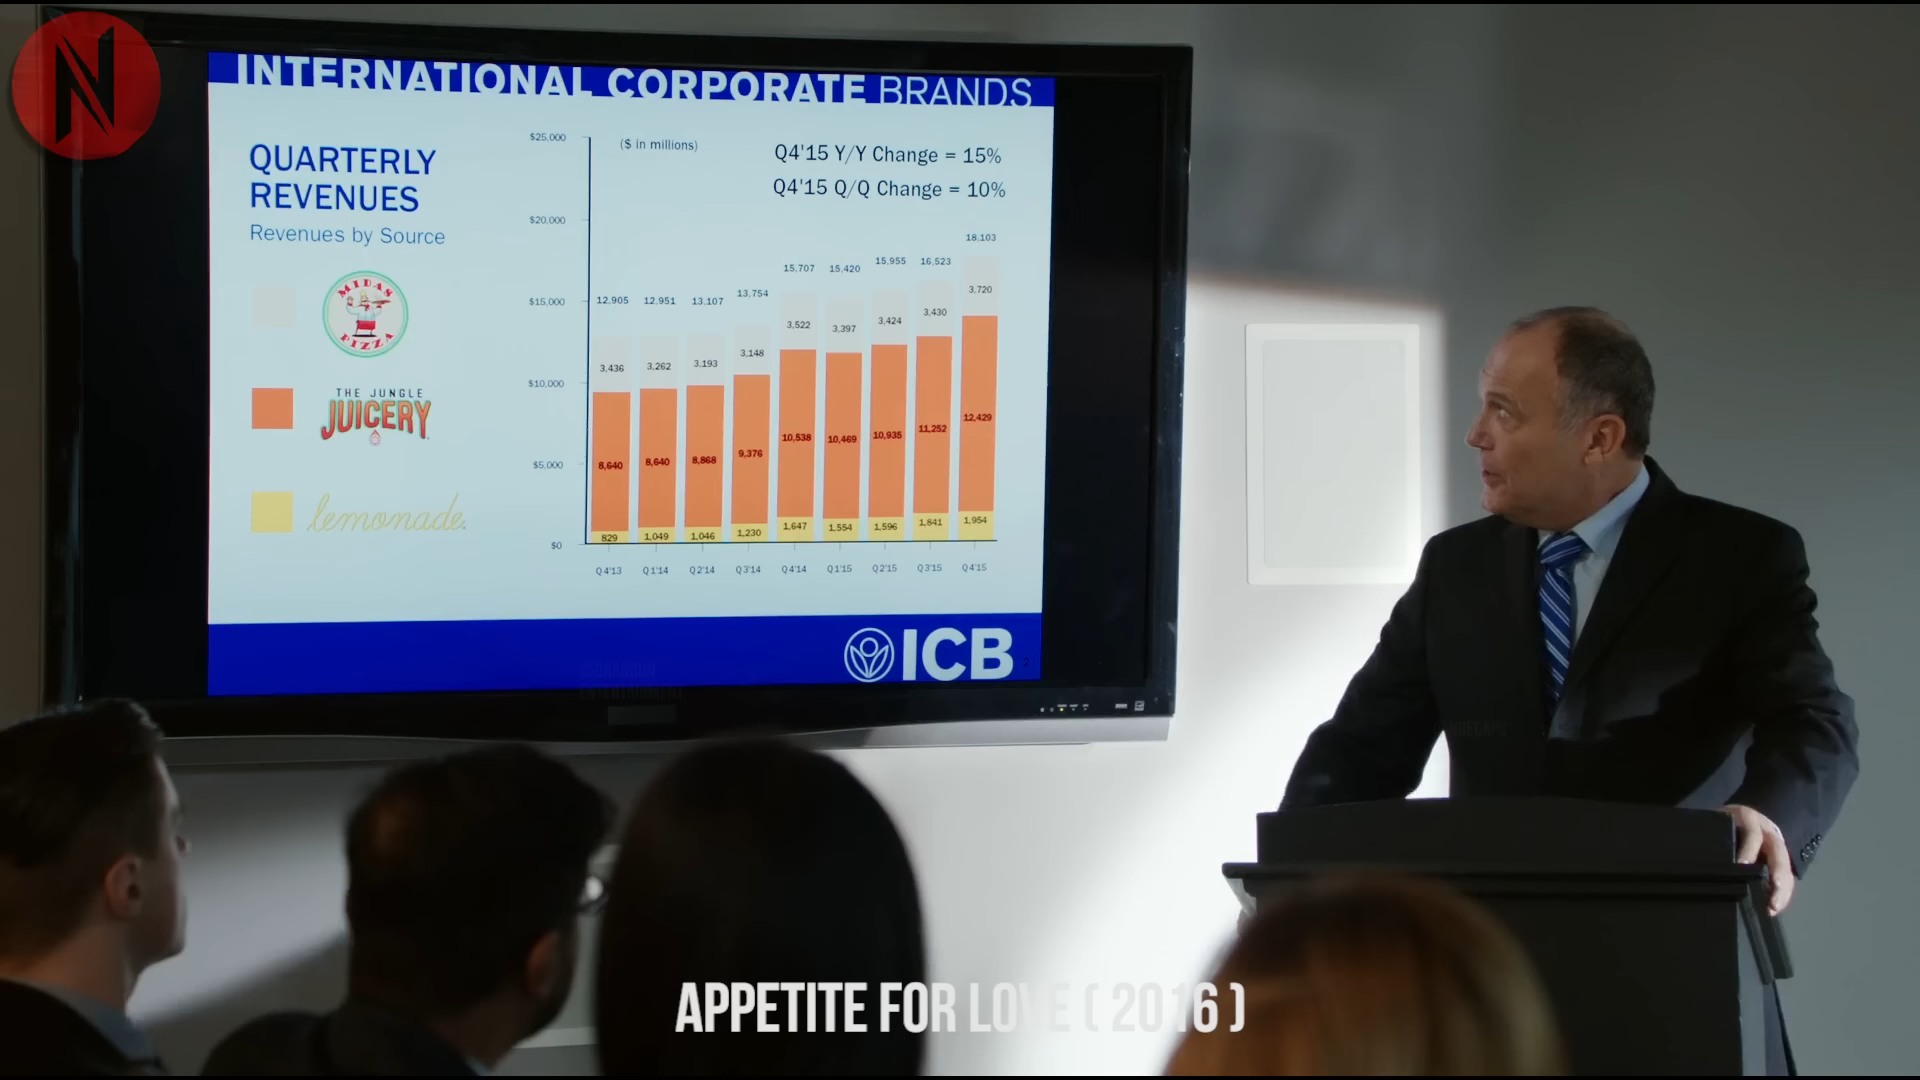 N
INTERNATIONAL CORPORATE BRANDS
QUARTERLY
REVENUES
Revenues by Source
MIDAS
PIZZA
THE JUNGLE
JUICERY
lemonade.
($ in millions)
Q4'15 Y/Y Change = 15%
Q4'15 Q/Q Change = 10%
$25,000
$20,000
$15,000
$10,000
$5,000
$0
12,905 12,951 13,107 13,754 15,707 15,420 15,955 16,523 18,103
3,436 3,262 3,193 3,148 3,522 3,397 3,424 3,430 3,720
8,640 8,640 8,868 9,376 10,538 10,469 10,935 11,252 12,429
829 1,049 1,046 1,230 1,647 1,554 1,596 1,841 1,954
Q4'13 Q1'14 Q2'14 Q3'14 Q4'14 Q1'15 Q2'15 Q3'15 Q4'15
ICB
2
APPETITE FOR LOVE ( 2016 )